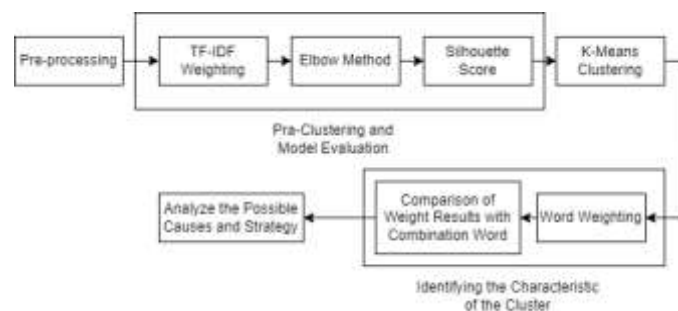 Pre-processing
TF-IDF
Weighting
Elbow Method
Silhouette
Score
K-Means
Clustering
Pra-Clustering and
Model Evaluation
Analyze the Possible
Causes and Strategy
Comparison of
Weight Results with
Combination Word
Word Weighting
Identifying the Characteristic
of the Cluster